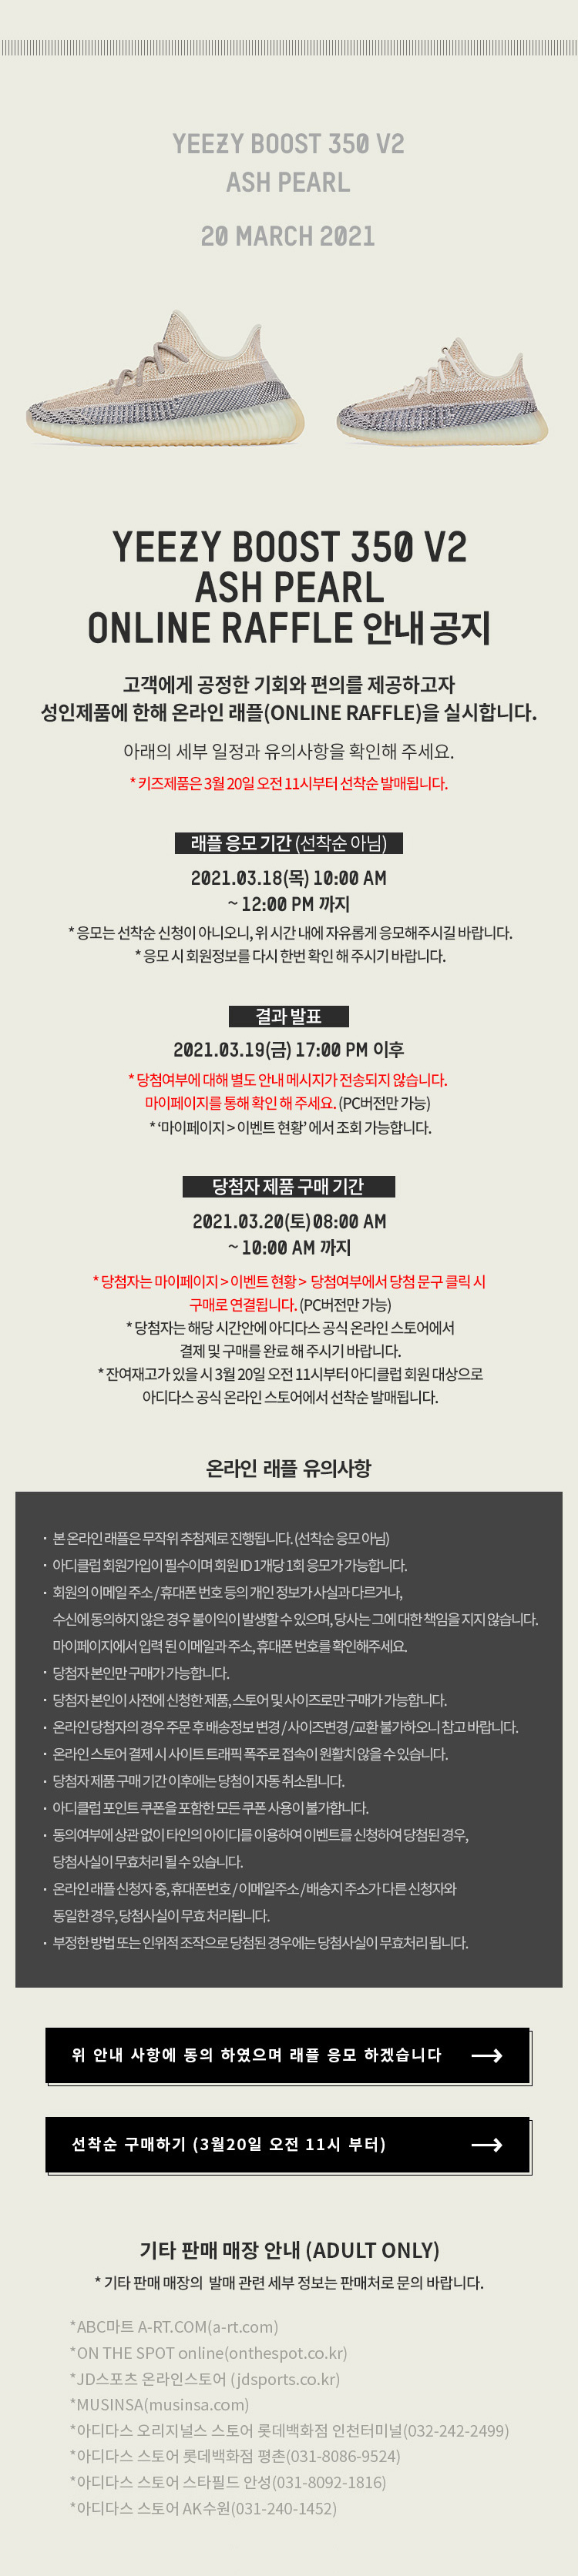 YEEZY BOOST 350 V2
ASH PEARL
20 MARCH 2021
YEEZY BOOST 350 V2
ASH PEARL
ONLINE RAFFLE 안내 공지
고객에게 공정한 기회와 편의를 제공하고자
성인제품에 한해 온라인 래플(ONLINE RAFFLE)을 실시합니다.
아래의 세부 일정과 유의사항을 확인해 주세요.
* 키즈제품은 3월 20일 오전 11시부터 선착순 발매됩니다.
래플 응모 기간 (선착순 아님)
2021.03.18(목) 10:00 AM
~ 12:00 PM 까지
* 응모는 선착순 신청이 아니오니, 위 시간 내에 자유롭게 응모해주시길 바랍니다.
* 응모 시 회원정보를 다시 한번 확인 해 주시기 바랍니다.
결과 발표
2021.03.19(금) 17:00 PM 이후
* 당첨여부에 대해 별도 안내 메시지가 전송되지 않습니다.
마이페이지를 통해 확인 해 주세요. (PC버전만 가능)
* ‘마이페이지 > 이벤트 현황’ 에서 조회 가능합니다.
당첨자 제품 구매 기간
2021.03.20(토) 08:00 AM
~ 10:00 AM 까지
* 당첨자는 마이페이지 > 이벤트 현황 > 당첨여부에서 당첨 문구 클릭 시
구매로 연결됩니다. (PC버전만 가능)
* 당첨자는 해당 시간안에 아디다스 공식 온라인 스토어에서
결제 및 구매를 완료 해 주시기 바랍니다.
* 잔여재고가 있을 시 3월 20일 오전 11시부터 아디클럽 회원 대상으로
아디다스 공식 온라인 스토어에서 선착순 발매됩니다.
온라인 래플 유의사항
· 본 온라인 래플은 무작위 추첨제로 진행됩니다. (선착순 응모 아님)
· 아디클럽 회원가입이 필수이며 회원 ID 1개당 1회 응모가 가능합니다.
· 회원의 이메일 주소 / 휴대폰 번호 등의 개인 정보가 사실과 다르거나,
수신에 동의하지 않은 경우 불이익이 발생할 수 있으며, 당사는 그에 대한 책임을 지지 않습니다.
마이페이지에서 입력 된 이메일과 주소, 휴대폰 번호를 확인해주세요.
· 당첨자 본인만 구매가 가능합니다.
· 당첨자 본인이 사전에 신청한 제품, 스토어 및 사이즈로만 구매가 가능합니다.
· 온라인 당첨자의 경우 주문 후 배송정보 변경 / 사이즈변경 / 교환 불가하오니 참고 바랍니다.
· 온라인 스토어 결제 시 사이트 트래픽 폭주로 접속이 원활치 않을 수 있습니다.
· 당첨자 제품 구매 기간 이후에는 당첨이 자동 취소됩니다.
· 아디클럽 포인트 쿠폰을 포함한 모든 쿠폰 사용이 불가합니다.
· 동의여부에 상관 없이 타인의 아이디를 이용하여 이벤트를 신청하여 당첨된 경우,
당첨사실이 무효처리 될 수 있습니다.
· 온라인 래플 신청자 중, 휴대폰번호 / 이메일주소 / 배송지 주소가 다른 신청자와
동일한 경우, 당첨사실이 무효 처리됩니다.
· 부정한 방법 또는 인위적 조작으로 당첨된 경우에는 당첨사실이 무효처리 됩니다.
위 안내 사항에 동의 하였으며 래플 응모 하겠습니다
선착순 구매하기 (3월20일 오전 11시 부터)
기타 판매 매장 안내 (ADULT ONLY)
* 기타 판매 매장의 발매 관련 세부 정보는 판매처로 문의 바랍니다.
*ABC마트 A-RT.COM(a-rt.com)
*ON THE SPOT online(onthespot.co.kr)
*JD스포츠 온라인스토어 (jdsports.co.kr)
*MUSINSA(musinsa.com)
*아디다스 오리지널스 스토어 롯데백화점 인천터미널(032-242-2499)
*아디다스 스토어 롯데백화점 평촌(031-8086-9524)
*아디다스 스토어 스타필드 안성(031-8092-1816)
*아디다스 스토어 AK수원(031-240-1452)